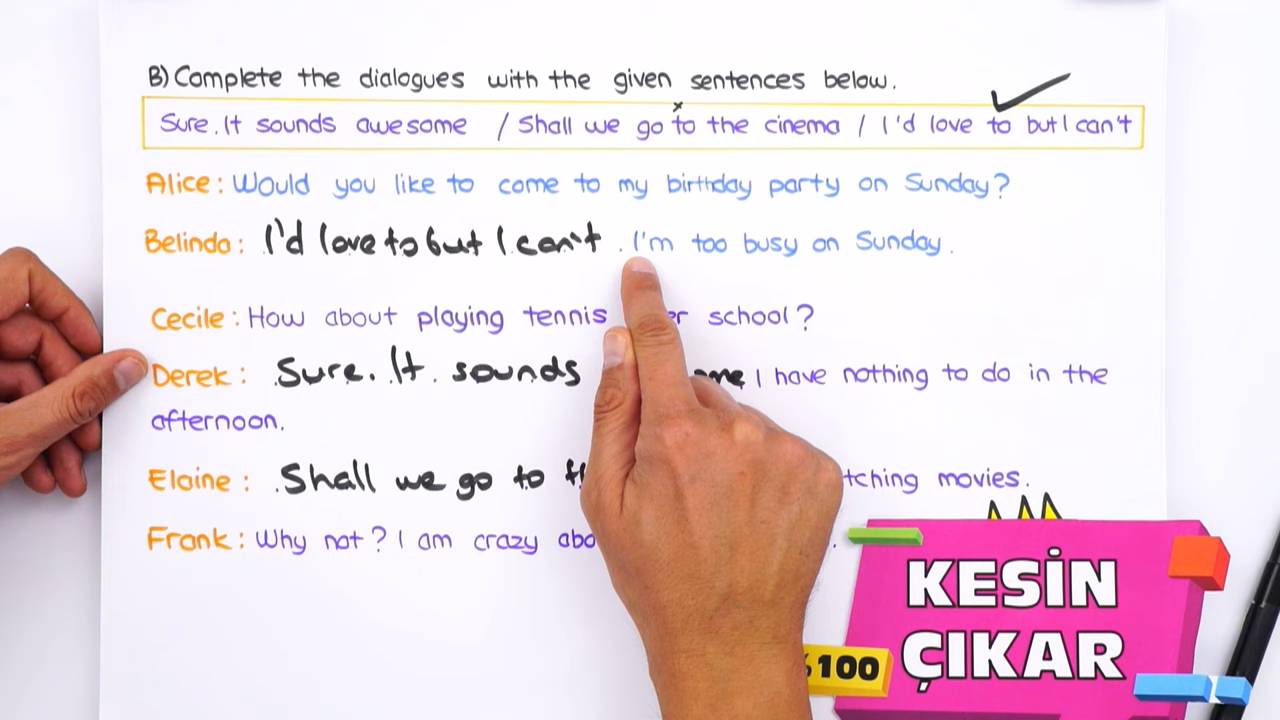 B) Complete the dialogues with the given sentences below.
Sure. It sounds awesome / Shall we go to the cinema / I'd love to but I can't
Alice: Would you like to come to my birthday party on Sunday?
Belinda: I'd love to but I can't . I'm too busy on Sunday.
Cecile: How about playing tennis school?
Derek: Sure. It sounds I have nothing to do in the
afternoon.
Elaine: Shall we go to movies.
Frank: Why not? I am crazy
KESİN
ÇIKAR
100